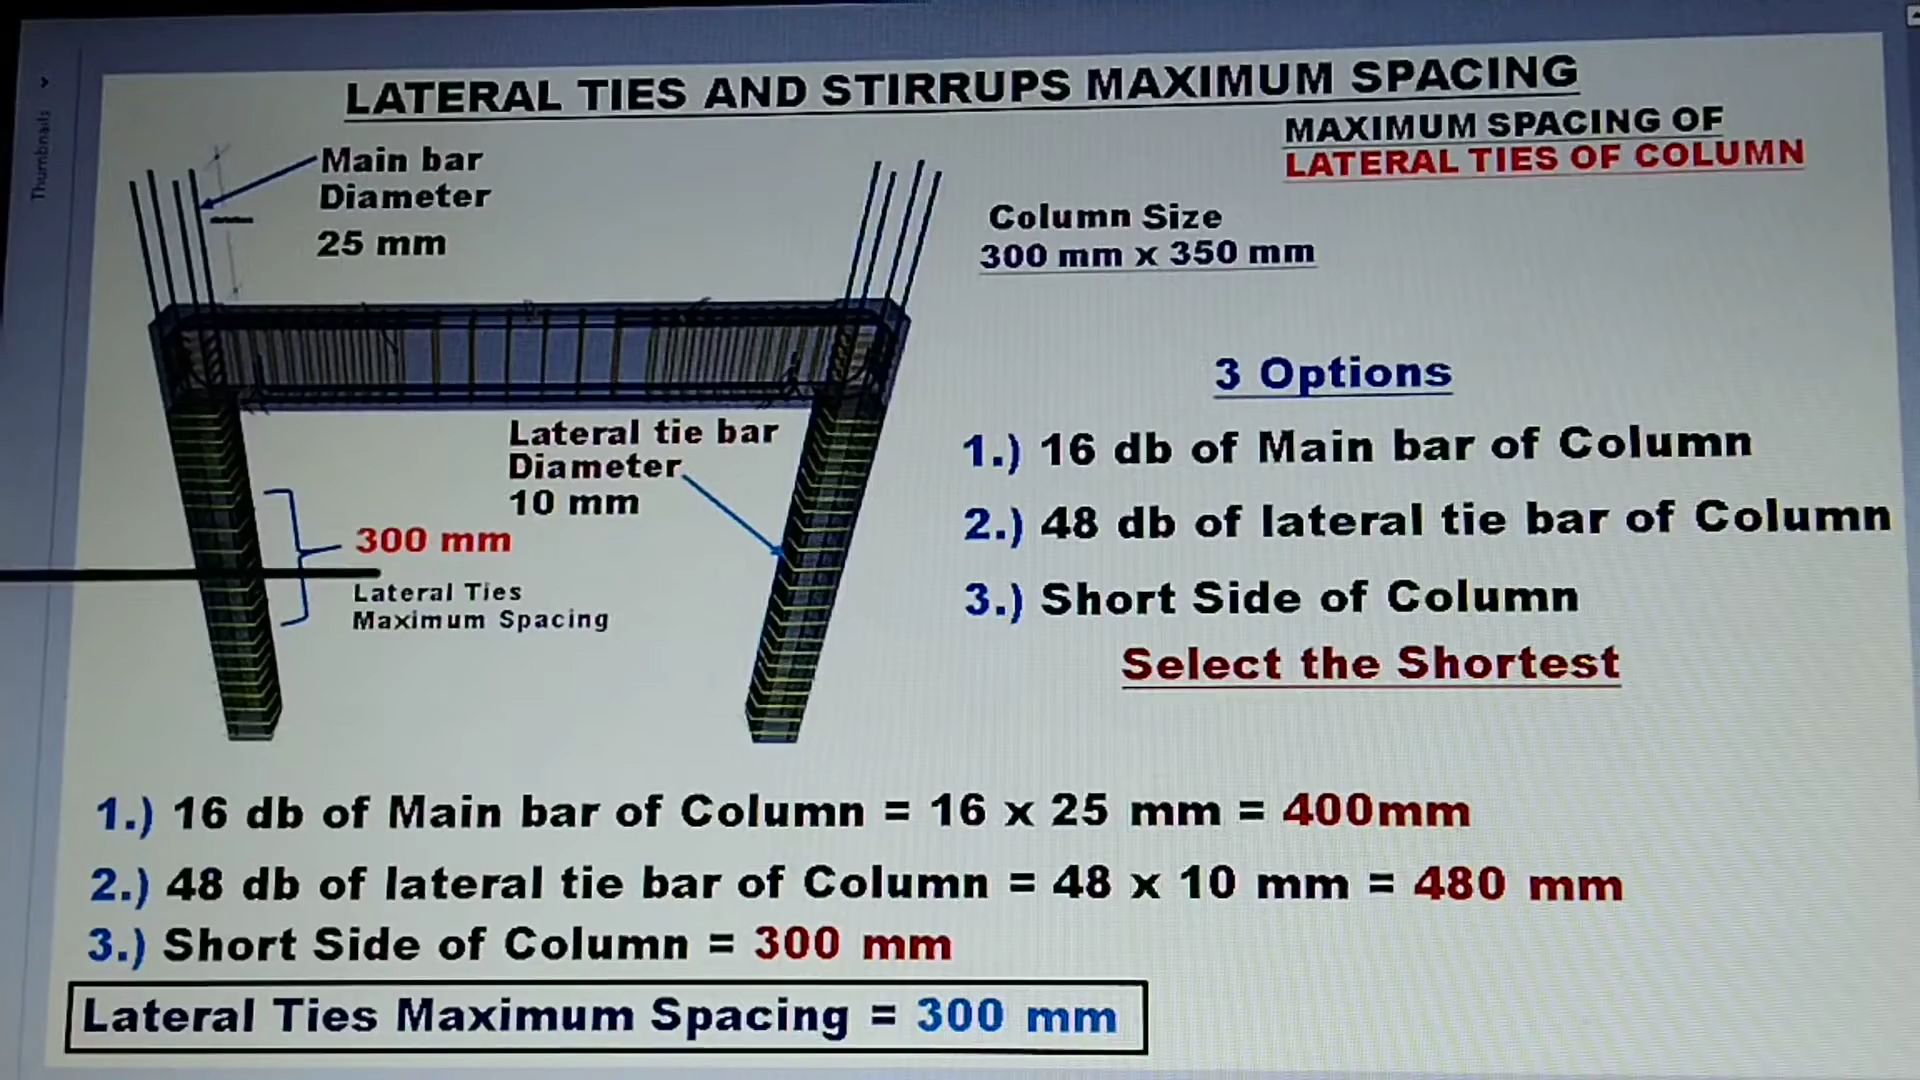 LATERAL TIES AND STIRRUPS MAXIMUM SPACING
MAXIMUM SPACING OF
LATERAL TIES OF COLUMN
Thumbnails
Main bar
Diameter
25 mm
Column Size
300 mm x 350 mm
3 Options
Lateral tie bar
Diameter
10 mm
1.) 16 db of Main bar of Column
2.) 48 db of lateral tie bar of Column
3.) Short Side of Column
Select the Shortest
300 mm
Lateral Ties
Maximum Spacing
1.) 16 db of Main bar of Column = 16 x 25 mm = 400mm
2.) 48 db of lateral tie bar of Column = 48 x 10 mm = 480 mm
3.) Short Side of Column = 300 mm
Lateral Ties Maximum Spacing = 300 mm